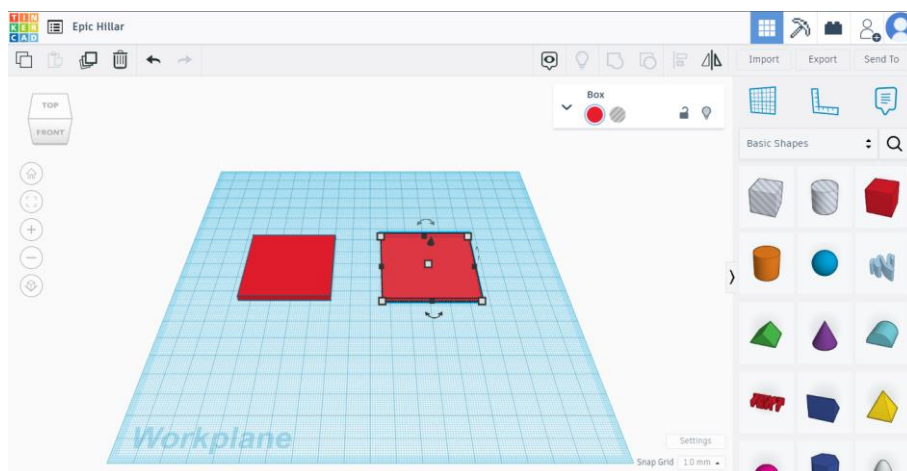 TIN
KER
CAD
Epic Hillar
Import
Export
Send To
TOP
FRONT
Box
Basic Shapes
Workplane
Settings
Snap Grid 1.0 mm